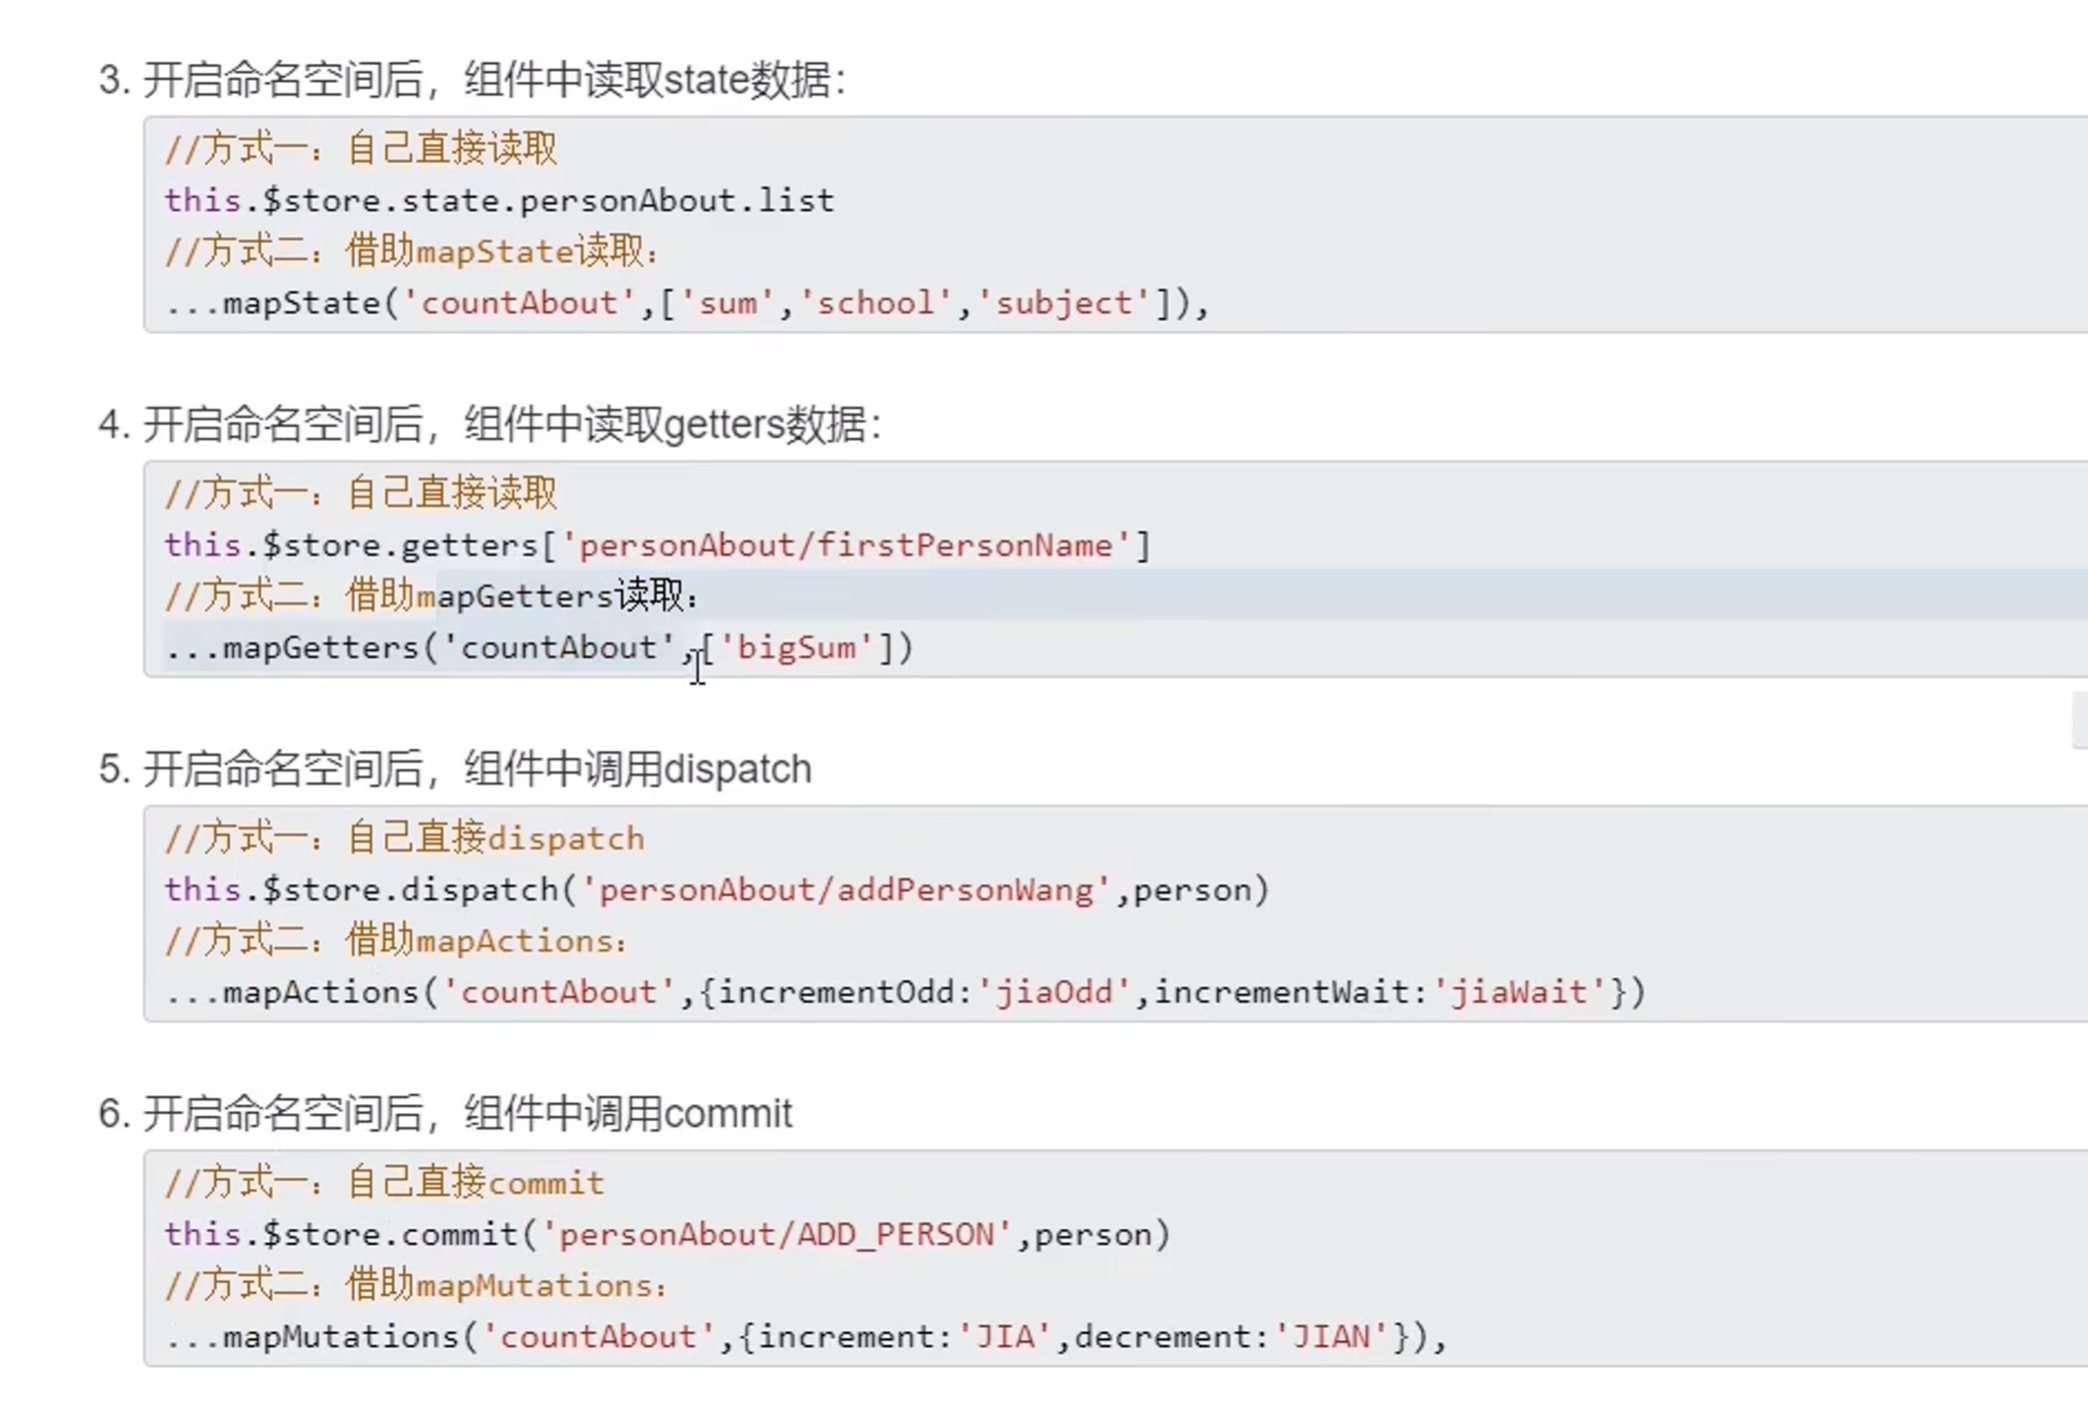 3. 开启命名空间后，组件中读取state数据：
//方式一：自己直接读取
this.$store.state.personAbout.list
//方式二：借助mapState读取：
...mapState('countAbout',['sum','school','subject']),
4. 开启命名空间后，组件中读取getters数据：
//方式一：自己直接读取
this.$store.getters['personAbout/firstPersonName']
//方式二：借助mapGetters读取：
...mapGetters('countAbout',['bigSum'])
5. 开启命名空间后，组件中调用dispatch
//方式一：自己直接dispatch
this.$store.dispatch('personAbout/addPersonWang',person)
//方式二：借助mapActions：
...mapActions('countAbout',{incrementOdd:'jiaOdd',incrementWait:'jiaWait'})
6. 开启命名空间后，组件中调用commit
//方式一：自己直接commit
this.$store.commit('personAbout/ADD_PERSON',person)
//方式二：借助mapMutations：
...mapMutations('countAbout',{increment:'JIA',decrement:'JIAN'}),